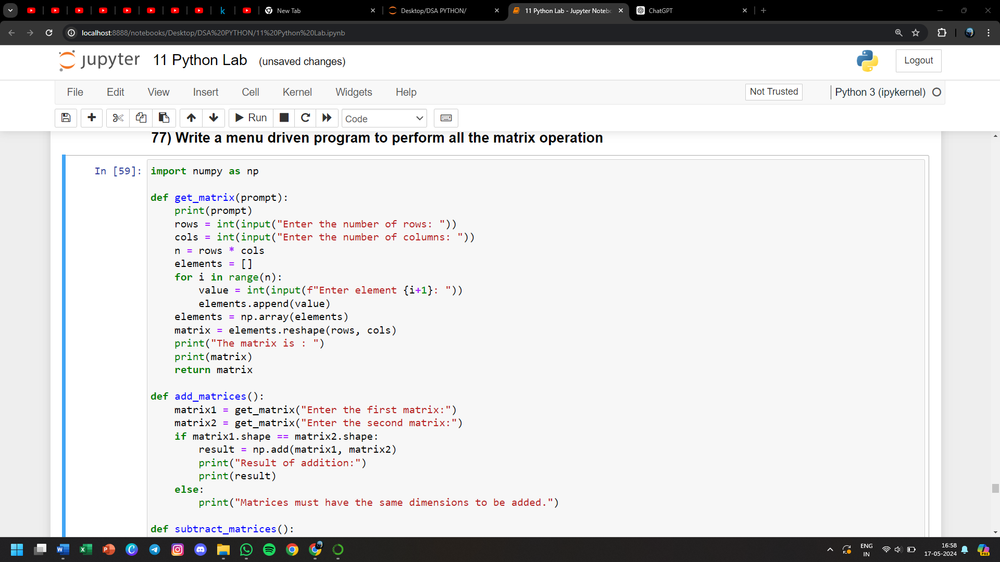 New Tab
Desktop/DSA PYTHON/
11 Python Lab - Jupyter Notebo
ChatGPT
localhost:8888/notebooks/Desktop/DSA%20PYTHON/11%20Python%20Lab.ipynb
jupyter 11 Python Lab (unsaved changes)
Logout
File Edit View Insert Cell Kernel Widgets Help
Not Trusted
Python 3 (ipykernel)
Run
Code
77) Write a menu driven program to perform all the matrix operation
In [59]:
import numpy as np
def get_matrix(prompt):
    print(prompt)
    rows = int(input("Enter the number of rows: "))
    cols = int(input("Enter the number of columns: "))
    n = rows * cols
    elements = []
    for i in range(n):
        value = int(input(f"Enter element {i+1}: "))
        elements.append(value)
    elements = np.array(elements)
    matrix = elements.reshape(rows, cols)
    print("The matrix is : ")
    print(matrix)
    return matrix
def add_matrices():
    matrix1 = get_matrix("Enter the first matrix:")
    matrix2 = get_matrix("Enter the second matrix:")
    if matrix1.shape == matrix2.shape:
        result = np.add(matrix1, matrix2)
        print("Result of addition:")
        print(result)
    else:
        print("Matrices must have the same dimensions to be added.")
def subtract_matrices():
ENG
IN
16:58
17-05-2024
PRE